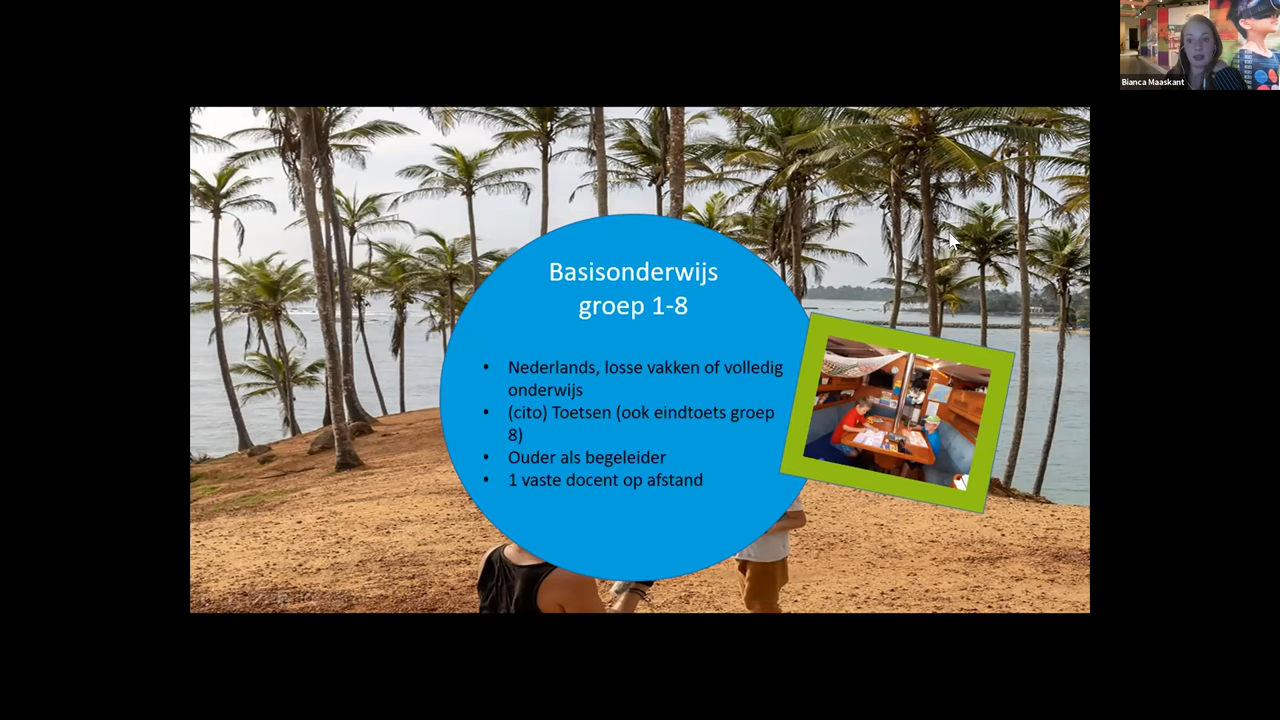 Bianca Maaskant
Basisonderwijs
groep 1-8
• Nederlands, losse vakken of volledig
onderwijs
• (cito) Toetsen (ook eindtoets groep
8)
• Ouder als begeleider
• 1 vaste docent op afstand